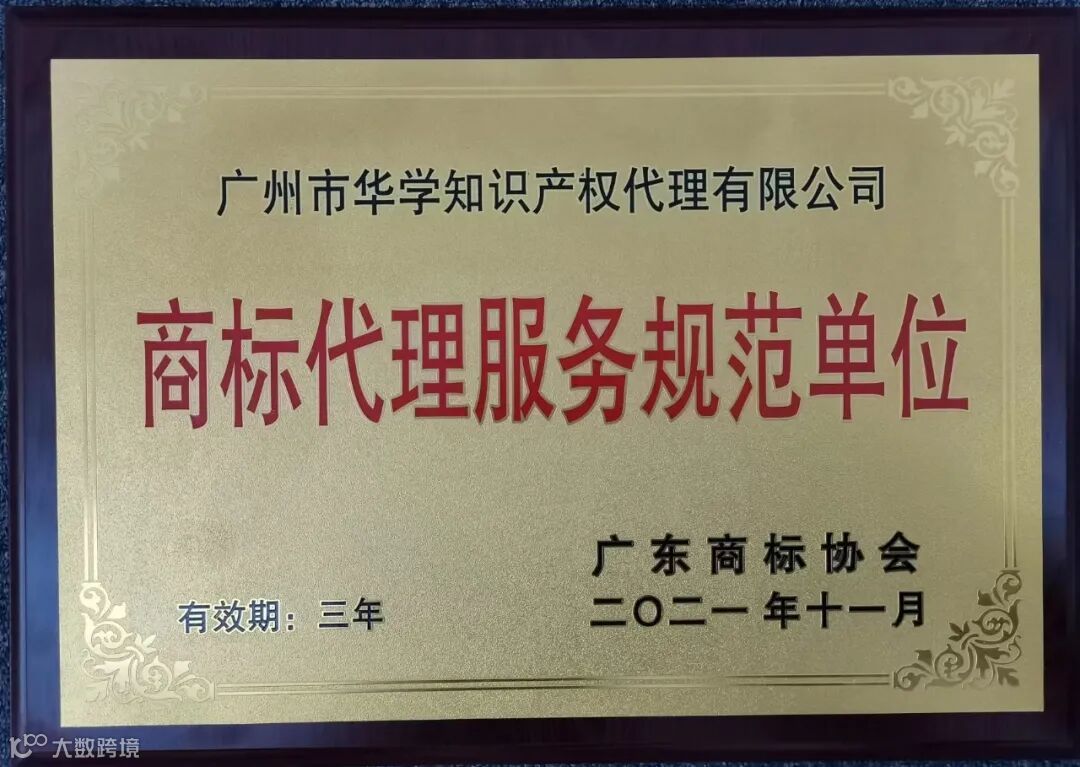 广州市华学知识产权代理有限公司
商标代理服务规范单位
广东商标协会
有效期：三年
二〇二一年十一月
大数跨境